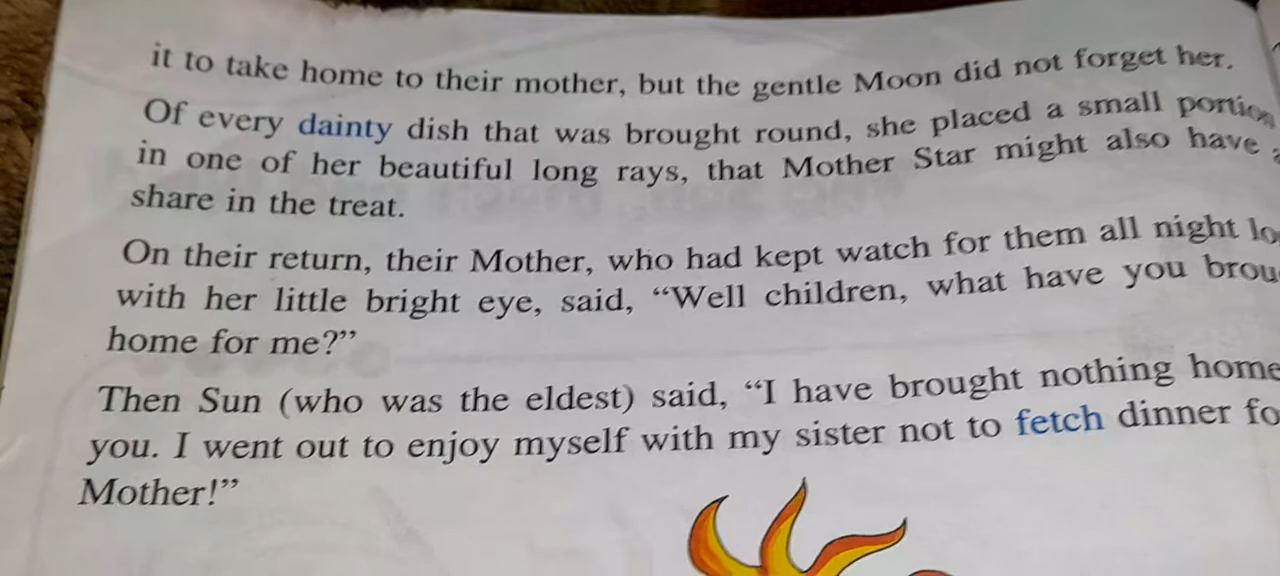 it to take home to their mother, but the gentle Moon did not forget her.
Of every dainty dish that was brought round, she placed a small portion
in one of her beautiful long rays, that Mother Star might also have
share in the treat.
On their return, their Mother, who had kept watch for them all night
with her little bright eye, said, “Well children, what have you
home for me?”
Then Sun (who was the eldest) said, “I have brought nothing home
you. I went out to enjoy myself with my sister not to fetch dinner
Mother!”